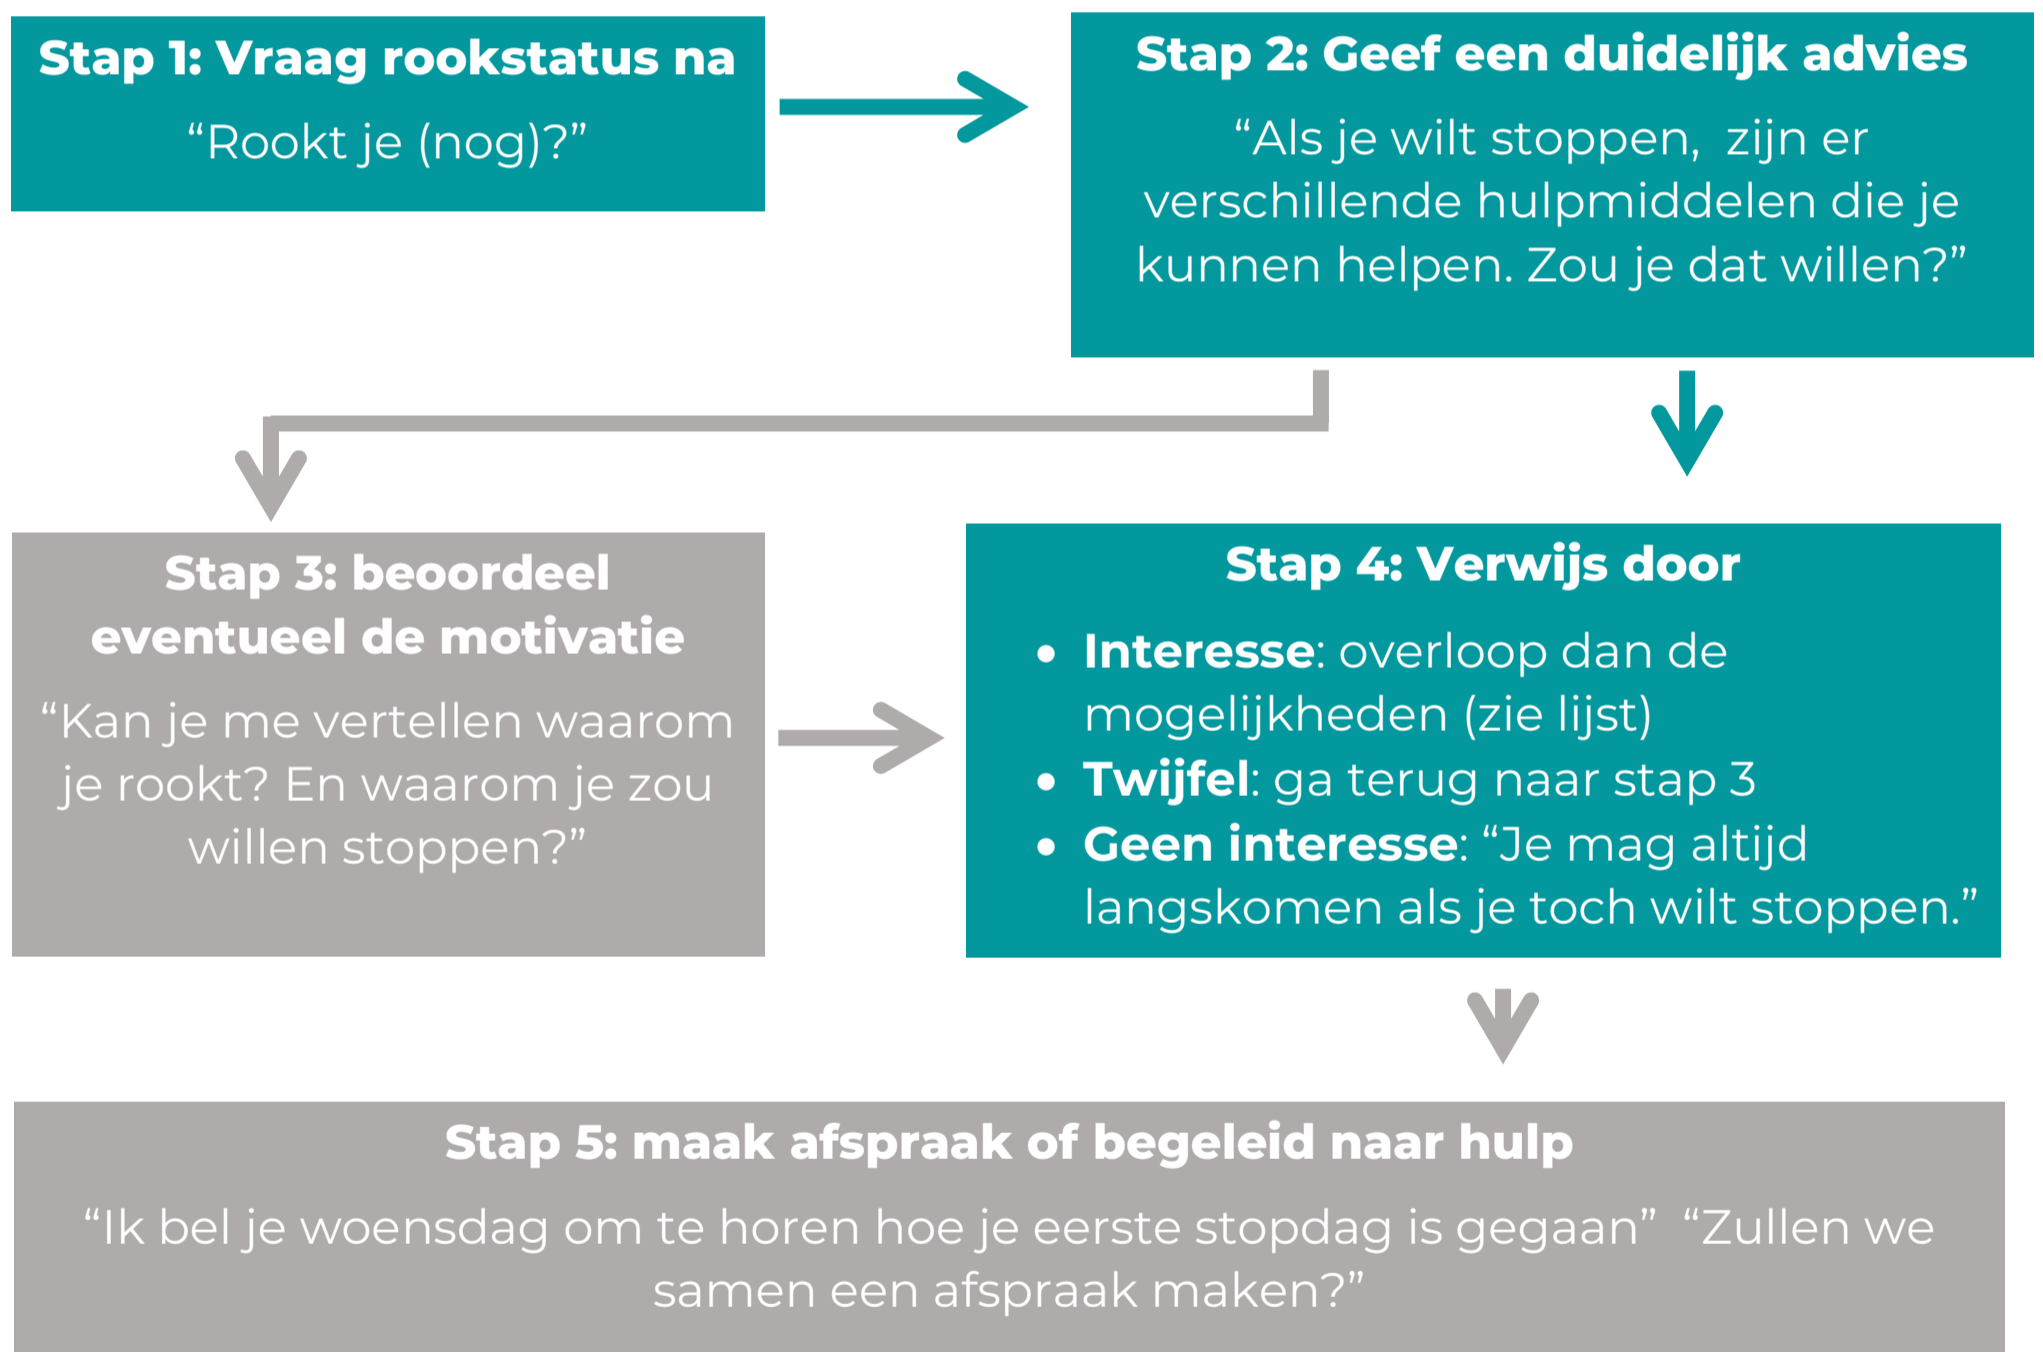 Stap 1: Vraag rookstatus na
“Rookt je (nog)?”
Stap 2: Geef een duidelijk advies
“Als je wilt stoppen,  zijn er
verschillende hulpmiddelen die je
kunnen helpen. Zou je dat willen?”
Stap 3: beoordeel
eventueel de motivatie
“Kan je me vertellen waarom
je rookt? En waarom je zou
willen stoppen?”
Stap 4: Verwijs door
• Interesse: overloop dan de
mogelijkheden (zie lijst)
• Twijfel: ga terug naar stap 3
• Geen interesse: “Je mag altijd
langskomen als je toch wilt stoppen.”
Stap 5: maak afspraak of begeleid naar hulp
“Ik bel je woensdag om te horen hoe je eerste stopdag is gegaan”  “Zullen we
samen een afspraak maken?”